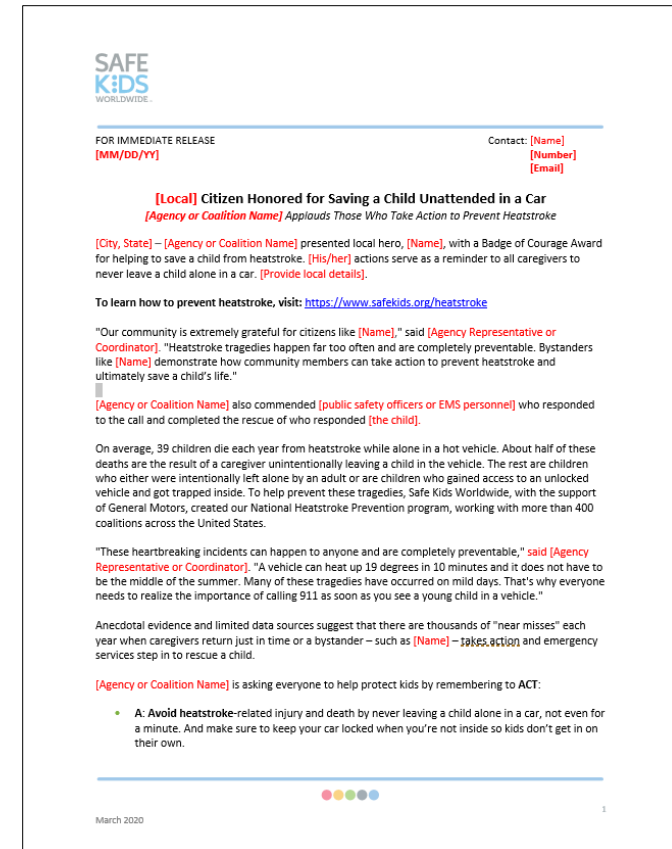 SAFE
KIDS
WORLDWIDE
FOR IMMEDIATE RELEASE
[MM/DD/YY]
Contact: [Name]
[Number]
[Email]
[Local] Citizen Honored for Saving a Child Unattended in a Car
[Agency or Coalition Name] Applauds Those Who Take Action to Prevent Heatstroke
[City, State] – [Agency or Coalition Name] presented local hero, [Name], with a Badge of Courage Award
for helping to save a child from heatstroke. [His/her] actions serve as a reminder to all caregivers to
never leave a child alone in a car. [Provide local details].
To learn how to prevent heatstroke, visit: https://www.safekids.org/heatstroke
"Our community is extremely grateful for citizens like [Name]," said [Agency Representative or
Coordinator]. "Heatstroke tragedies happen far too often and are completely preventable. Bystanders
like [Name] demonstrate how community members can take action to prevent heatstroke and
ultimately save a child's life."
[Agency or Coalition Name] also commended [public safety officers or EMS personnel] who responded
to the call and completed the rescue of who responded [the child].
On average, 39 children die each year from heatstroke while alone in a hot vehicle. About half of these
deaths are the result of a caregiver unintentionally leaving a child in the vehicle. The rest are children
who either were intentionally left alone by an adult or are children who gained access to an unlocked
vehicle and got trapped inside. To help prevent these tragedies, Safe Kids Worldwide, with the support
of General Motors, created our National Heatstroke Prevention program, working with more than 400
coalitions across the United States.
"These heartbreaking incidents can happen to anyone and are completely preventable," said [Agency
Representative or Coordinator]. "A vehicle can heat up 19 degrees in 10 minutes and it does not have to
be the middle of the summer. Many of these tragedies have occurred on mild days. That's why everyone
needs to realize the importance of calling 911 as soon as you see a young child in a vehicle."
Anecdotal evidence and limited data sources suggest that there are thousands of "near misses" each
year when caregivers return just in time or a bystander – such as [Name] – takes action and emergency
services step in to rescue a child.
[Agency or Coalition Name] is asking everyone to help protect kids by remembering to ACT:
• A: Avoid heatstroke-related injury and death by never leaving a child alone in a car, not even for
a minute. And make sure to keep your car locked when you're not inside so kids don't get in on
their own.
1
March 2020